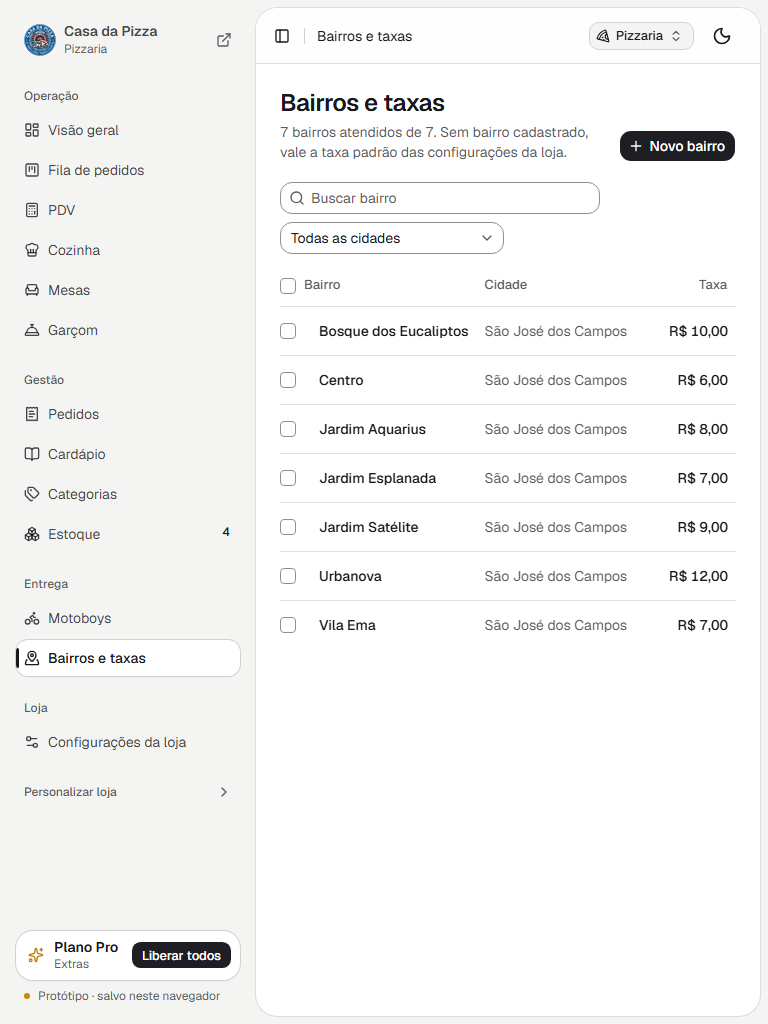 Casa da Pizza
Pizzaria
Operação
Visão geral
Fila de pedidos
PDV
Cozinha
Mesas
Garçom
Gestão
Pedidos
Cardápio
Categorias
Estoque 4
Entrega
Motoboys
Bairros e taxas
Loja
Configurações da loja
Personalizar loja
Plano Pro
Extras
Liberar todos
Protótipo · salvo neste navegador
Bairros e taxas
Pizzaria
Bairros e taxas
7 bairros atendidos de 7. Sem bairro cadastrado,
vale a taxa padrão das configurações da loja.
Novo bairro
Buscar bairro
Todas as cidades
Bairro Cidade Taxa
Bosque dos Eucaliptos São José dos Campos R$ 10,00
Centro São José dos Campos R$ 6,00
Jardim Aquarius São José dos Campos R$ 8,00
Jardim Esplanada São José dos Campos R$ 7,00
Jardim Satélite São José dos Campos R$ 9,00
Urbanova São José dos Campos R$ 12,00
Vila Ema São José dos Campos R$ 7,00